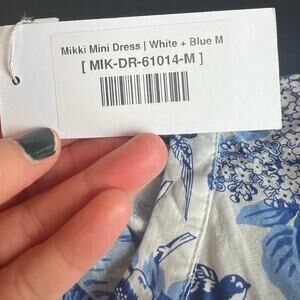 Mikki Mini Dress | White + Blue M
[ MIK-DR-61014-M ]